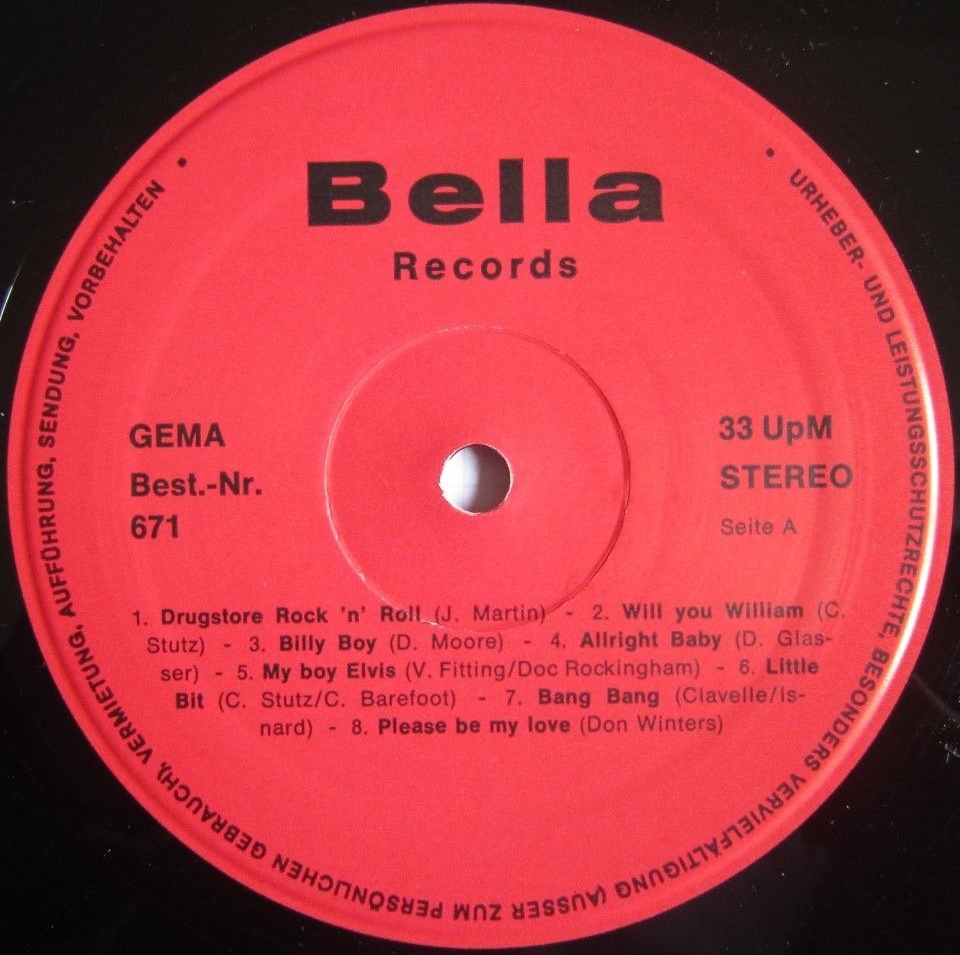 Bella
Records
GEMA
Best.-Nr.
671
33 UpM
STEREO
Seite A
1. Drugstore Rock 'n' Roll (J. Martin) - 2. Will you William (C.
Stutz) - 3. Billy Boy (D. Moore) - 4. Allright Baby (D. Glas-
ser) - 5. My boy Elvis (V. Fitting/Doc Rockingham) - 6. Little
Bit (C. Stutz/C. Barefoot) - 7. Bang Bang (Clavelle/Is-
nard) - 8. Please be my love (Don Winters)
• URHEBER- UND LEISTUNGSSCHUTZRECHTE, BESONDERS VERVIELFÄLTIGUNG (AUSSER ZUM PERSÖNLICHEN GEBRAUCH), VERMIETUNG, AUFFÜHRUNG, SENDUNG, VORBEHALTEN •